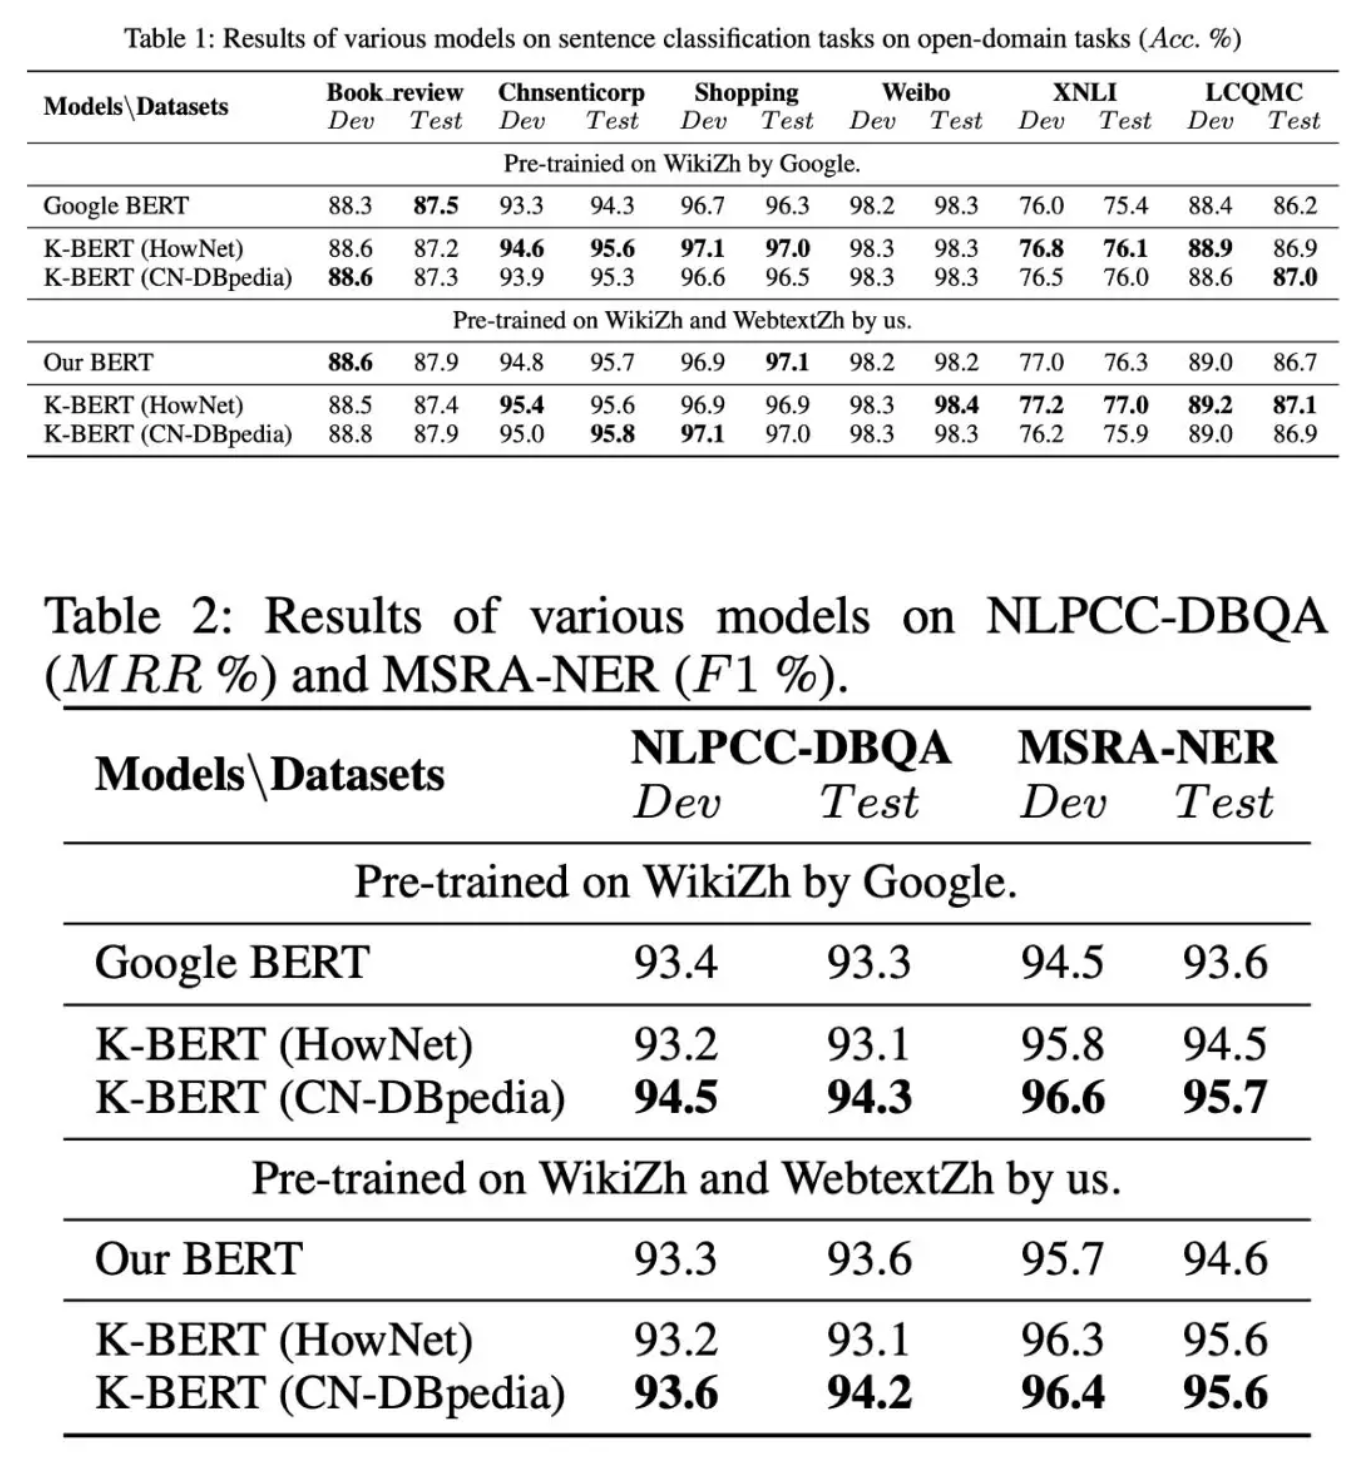 Table 1: Results of various models on sentence classification tasks on open-domain tasks (Acc. %)
Models\Datasets Book_review Chnsenticorp Shopping Weibo XNLI LCQMC
Dev Test Dev Test Dev Test Dev Test Dev Test Dev Test
Pre-trainied on WikiZh by Google.
Google BERT 88.3 87.5 93.3 94.3 96.7 96.3 98.2 98.3 76.0 75.4 88.4 86.2
K-BERT (HowNet) 88.6 87.2 94.6 95.6 97.1 97.0 98.3 98.3 76.8 76.1 88.9 86.9
K-BERT (CN-DBpedia) 88.6 87.3 93.9 95.3 96.6 96.5 98.3 98.3 76.5 76.0 88.6 87.0
Pre-trained on WikiZh and WebtextZh by us.
Our BERT 88.6 87.9 94.8 95.7 96.9 97.1 98.2 98.2 77.0 76.3 89.0 86.7
K-BERT (HowNet) 88.5 87.4 95.4 95.6 96.9 96.9 98.3 98.4 77.2 77.0 89.2 87.1
K-BERT (CN-DBpedia) 88.8 87.9 95.0 95.8 97.1 97.0 98.3 98.3 76.2 75.9 89.0 86.9
Table 2: Results of various models on NLPCC-DBQA
(MRR %) and MSRA-NER (F1 %).
Models\Datasets NLPCC-DBQA MSRA-NER
Dev Test Dev Test
Pre-trained on WikiZh by Google.
Google BERT 93.4 93.3 94.5 93.6
K-BERT (HowNet) 93.2 93.1 95.8 94.5
K-BERT (CN-DBpedia) 94.5 94.3 96.6 95.7
Pre-trained on WikiZh and WebtextZh by us.
Our BERT 93.3 93.6 95.7 94.6
K-BERT (HowNet) 93.2 93.1 96.3 95.6
K-BERT (CN-DBpedia) 93.6 94.2 96.4 95.6